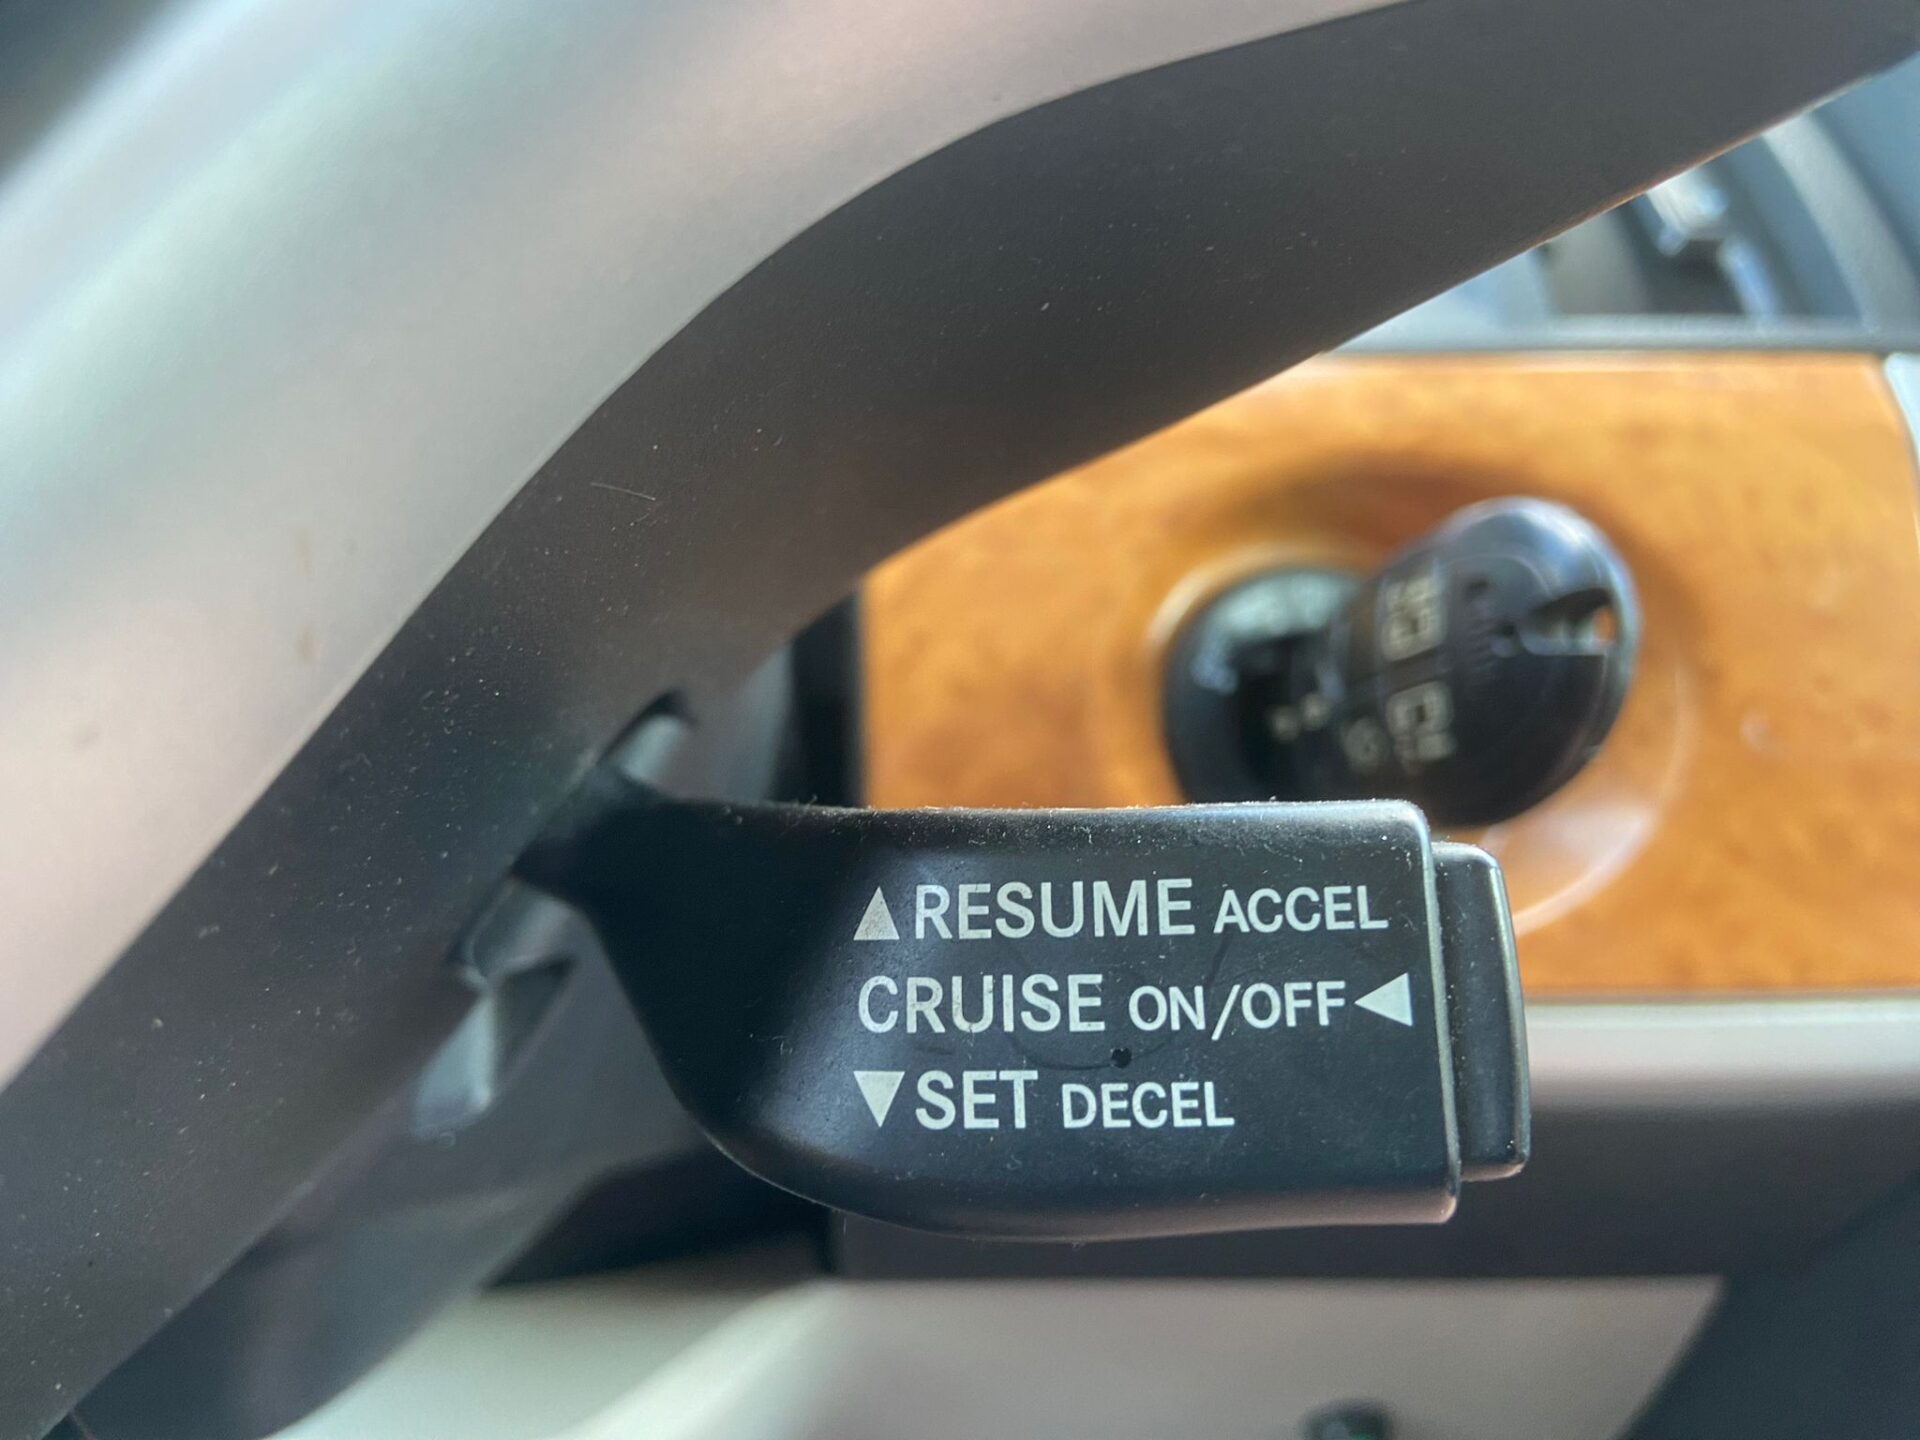 ▲RESUME ACCEL
CRUISE ON/OFF◀
▼SET DECEL